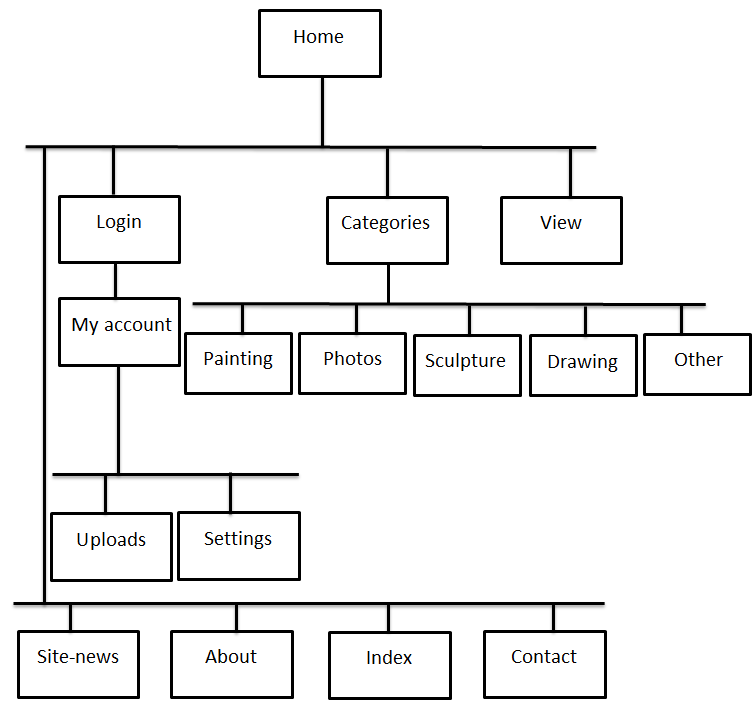 Home
Login
Categories
View
My account
Painting
Photos
Sculpture
Drawing
Other
Uploads
Settings
Site-news
About
Index
Contact